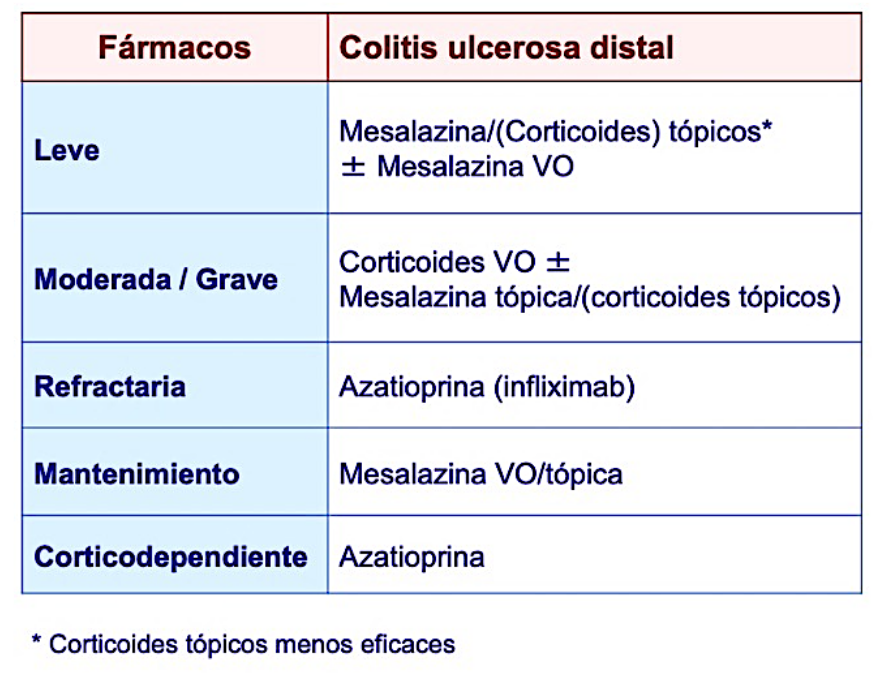 Fármacos
Colitis ulcerosa distal
Leve
Mesalazina/(Corticoides) tópicos*
± Mesalazina VO
Moderada / Grave
Corticoides VO ±
Mesalazina tópica/(corticoides tópicos)
Refractaria
Azatioprina (infliximab)
Mantenimiento
Mesalazina VO/tópica
Corticodependiente
Azatioprina
* Corticoides tópicos menos eficaces